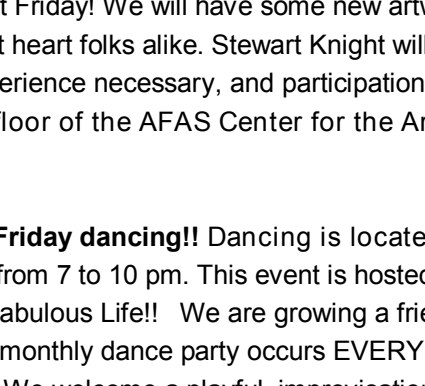 t Friday! We will have some new artw
t heart folks alike. Stewart Knight will
erience necessary, and participation
floor of the AFAS Center for the Ar
Friday dancing!! Dancing is locate
from 7 to 10 pm. This event is hosted
abulous Life!! We are growing a frie
monthly dance party occurs EVERY
We welcome a playful, improvisation